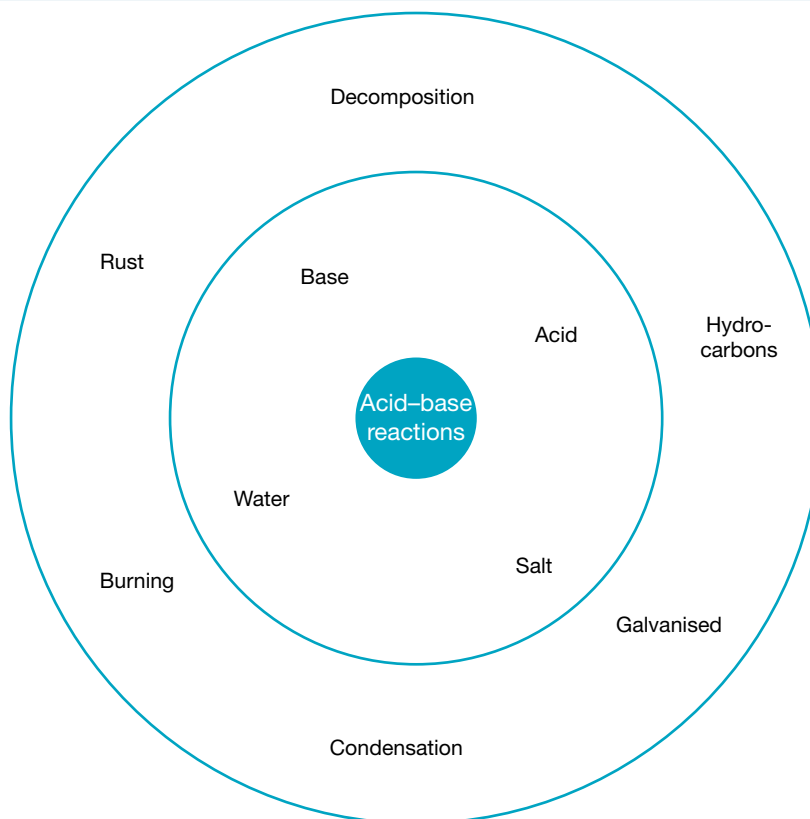 Decomposition
Rust
Base
Acid
Hydro-
carbons
Acid–base
reactions
Water
Salt
Burning
Galvanised
Condensation